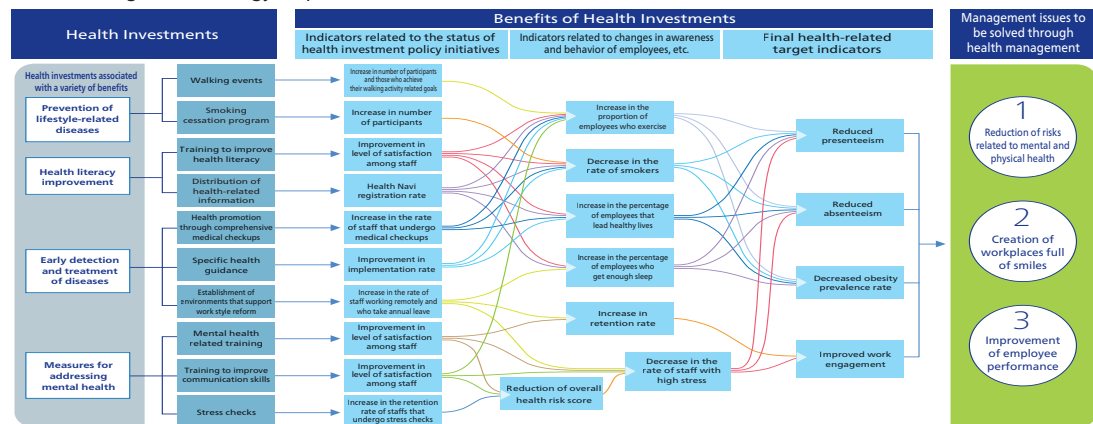 Health Investments
Benefits of Health Investments
Indicators related to the status of
health investment policy initiatives
Indicators related to changes in awareness
and behavior of employees, etc.
Final health-related
target indicators
Management issues to
be solved through
health management
Health investments associated
with a variety of benefits
Prevention of
lifestyle-related
diseases
Health literacy
improvement
Early detection
and treatment
of diseases
Measures for
addressing
mental health
Walking events
Smoking
cessation program
Training to improve
health literacy
Distribution of
health-related
information
Health promotion
through comprehensive
medical checkups
Specific health
guidance
Establishment of
environments that support
work style reform
Mental health
related training
Training to improve
communication skills
Stress checks
Increase in number of participants
and those who achieve
their walking activity related goals
Increase in number
of participants
Improvement in
level of satisfaction
among staff
Health Navi
registration rate
Increase in the rate
of staff that undergo
medical checkups
Improvement in
implementation rate
Increase in the rate of
staff working remotely and
who take annual leave
Improvement in
level of satisfaction
among staff
Improvement in
level of satisfaction
among staff
Increase in the retention
rate of staffs that
undergo stress checks
Increase in the
proportion of
employees who exercise
Decrease in the
rate of smokers
Increase in the percentage
of employees that
lead healthy lives
Increase in the percentage
of employees who
get enough sleep
Increase in
retention rate
Decrease in the
rate of staff with
high stress
Reduction of overall
health risk score
Reduced
presenteeism
Reduced
absenteeism
Decreased obesity
prevalence rate
Improved work
engagement
1
Reduction of risks
related to mental and
physical health
2
Creation of
workplaces full
of smiles
3
Improvement
of employee
performance